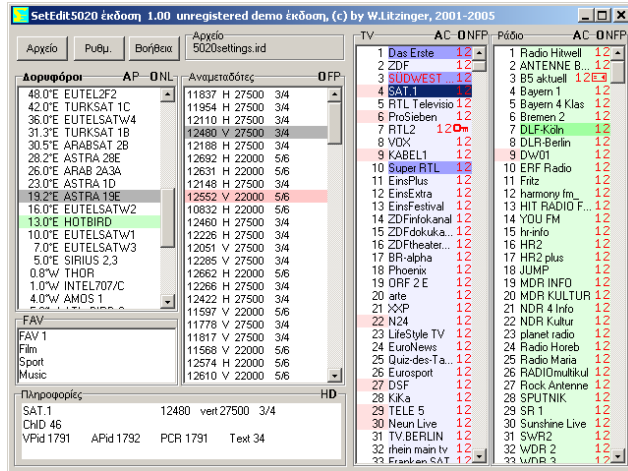 SetEdit5020 έκδοση 1.00 unregistered demo έκδοση, (c) by W.Litzinger, 2001-2005
Αρχείο Ρυθμ. Βοήθεια
Αρχείο
5020settings.ird
Δορυφόροι AP ONL
48.0°E EUTEL2F2
42.0°E TURKSAT 1C
36.0°E EUTELSATW4
31.3°E TURKSAT 1B
30.5°E ARABSAT 2B
28.2°E ASTRA 28E
26.0°E ARAB 2A3A
23.0°E ASTRA 1D
19.2°E ASTRA 19E
16.0°E EUTELSATW2
13.0°E HOTBIRD
10.0°E EUTELSATW1
7.0°E EUTELSATW3
5.0°E SIRIUS 2,3
0.8°W THOR
1.0°W INTEL707/C
4.0°W AMOS 1
FAV
FAV 1
Film
Sport
Music
Αναμεταδότες OFP
11837 H 27500 3/4
11954 H 27500 3/4
12110 H 27500 3/4
12480 V 27500 3/4
12188 H 27500 3/4
12692 H 22000 5/6
12631 H 22000 5/6
12148 H 27500 3/4
12552 V 22000 5/6
10832 H 22000 5/6
12460 H 27500 3/4
12226 H 27500 3/4
12051 V 27500 3/4
12285 V 27500 3/4
12662 H 22000 5/6
12266 H 27500 3/4
12422 H 27500 3/4
11597 V 22000 5/6
11778 V 27500 3/4
11817 V 27500 3/4
11568 V 22000 5/6
12574 H 22000 5/6
12610 V 22000 5/6
Πληροφορίες HD
SAT.1 12480 vert 27500 3/4
ChID 46
VPid 1791 APid 1792 PCR 1791 Text 34
TV AC ONFP
1 Das Erste 12
2 ZDF 12
3 SÜDWEST ... 12
4 SAT.1 12
5 RTL Televisio 12
6 ProSieben 12
7 RTL2 12
8 VOX 12
9 KABEL1 12
10 Super RTL 12
11 EinsPlus 12
12 EinsExtra 12
13 EinsFestival 12
14 ZDFinfokanal 12
15 ZDFdokuka... 12
16 ZDFtheater... 12
17 BR-alpha 12
18 Phoenix 12
19 ORF 2 E 12
20 arte 12
21 XXP 12
22 N24 12
23 LifeStyle TV 12
24 EuroNews 12
25 Quiz-des-Ta... 12
26 Eurosport 12
27 DSF 12
28 KiKa 12
29 TELE 5 12
30 Neun Live 12
31 TV.BERLIN 12
32 rhein main tv 12
33 Franken SAT 12
Ράδιο AC ONFP
1 Radio Hitwell 12
2 ANTENNE B... 12
3 B5 aktuell 12
4 Bayern 1 12
5 Bayern 4 Klas 12
6 Bremen 2 12
7 DLF-Köln 12
8 DLR-Berlin 12
9 DW01 12
10 ERF Radio 12
11 Fritz 12
12 harmony fm_ 12
13 HIT RADIO F... 12
14 YOU FM 12
15 hr-info 12
16 HR2 12
17 HR2 plus 12
18 JUMP 12
19 MDR INFO 12
20 MDR KULTUR 12
21 NDR 4 Info 12
22 NDR Kultur 12
23 planet radio 12
24 Radio Horeb 12
25 Radio Maria 12
26 RADIOmultikul 12
27 Rock Antenne 12
28 SPUTNIK 12
29 SR 1 12
30 Sunshine Live 12
31 SWR2 12
32 WDR 2 12
33 WDR 3 12